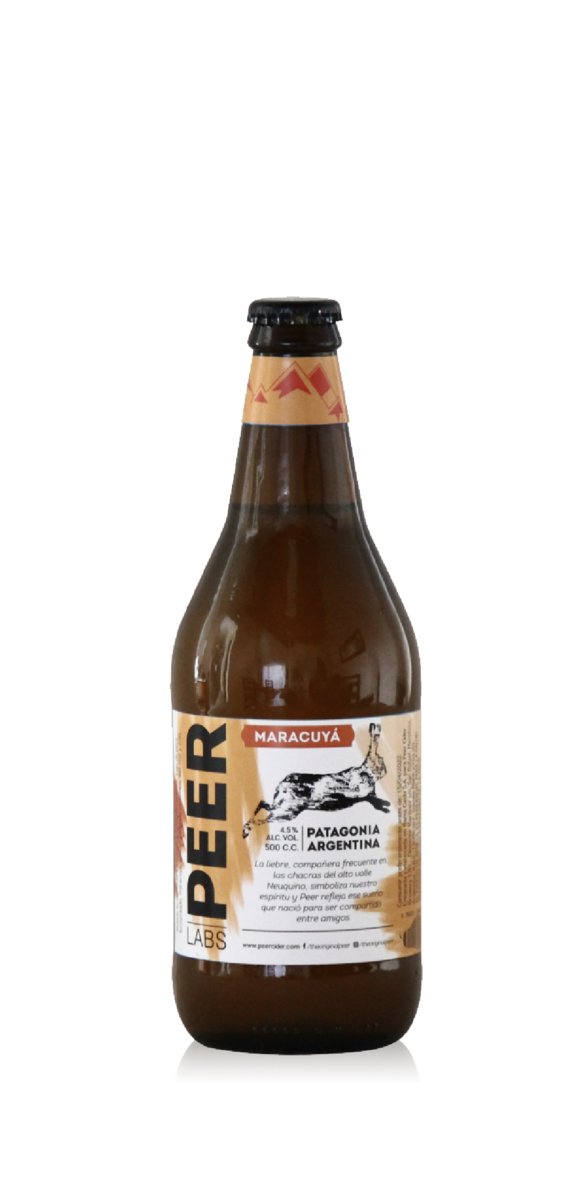 PEER
LABS
MARACUYÁ
4.5%
ALC. VOL.
500 C.C.
PATAGONIA
ARGENTINA
La liebre, compañera frecuente en
las chacras del alto valle
Neuquino, simboliza nuestro
espíritu y Peer refleja ese sueño
que nació para ser compartido
entre amigos.
www.peercider.com /theoriginalpeer /theoriginalpeer